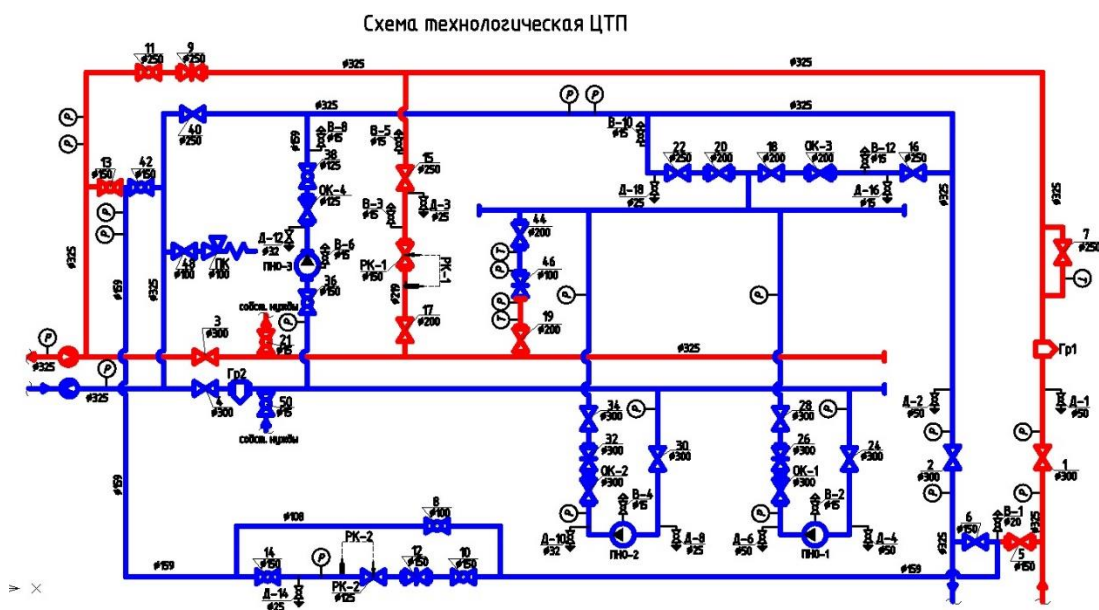 Схема технологическая ЦТП
11
ø250
9
ø250
ø325
ø325
ø325
ø325
P
P
P
P
40
ø250
ø159
В-8
ø15
В-5
ø15
В-10
ø15
38
ø125
15
ø250
22
ø250
20
ø200
18
ø200
ОК-3
ø200
В-12
ø15
16
ø250
13
ø150
42
ø150
ОК-4
ø125
Д-18
ø25
Д-16
ø15
ø325
ø325
P
P
В-3
ø15
Д-3
ø25
44
ø200
7
ø250
Д-12
ø32
В-6
ø15
48
ø100
ПК
ø100
ПНО-3
РК-1
ø150
РК-1
T
P
46
ø100
P
P
T
ø325
ø159
ø325
36
ø150
ø219
собств. нужды
P
P
T
3
ø300
21
ø15
17
ø200
19
ø200
P
ø325
ø325
Гр1
P
ø325
Гр2
4
ø300
50
ø15
собств. нужды
Д-2
ø50
Д-1
ø50
34
ø300
P
28
ø300
P
P
P
32
ø300
30
ø300
26
ø300
24
ø300
2
ø300
1
ø300
ОК-2
ø300
ОК-1
ø300
ø159
В-4
ø15
В-2
ø15
P
P
P
P
8
ø100
ø108
В-1
ø20
6
ø150
ø325
ø325
Д-10
ø32
ПНО-2
Д-8
ø25
Д-6
ø50
ПНО-1
Д-4
ø50
5
ø150
РК-2
14
ø150
P
12
ø150
10
ø150
ø159
ø159
РК-2
ø125
Д-14
ø25